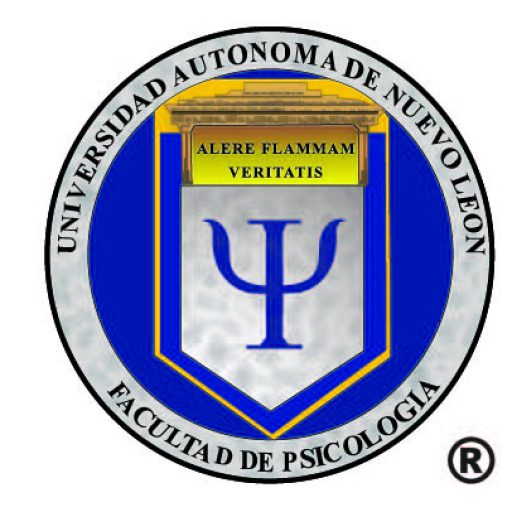 UNIVERSIDAD AUTONOMA DE NUEVO LEON
ALERE FLAMMAM
VERITATIS
Ψ
FACULTAD DE PSICOLOGIA
®